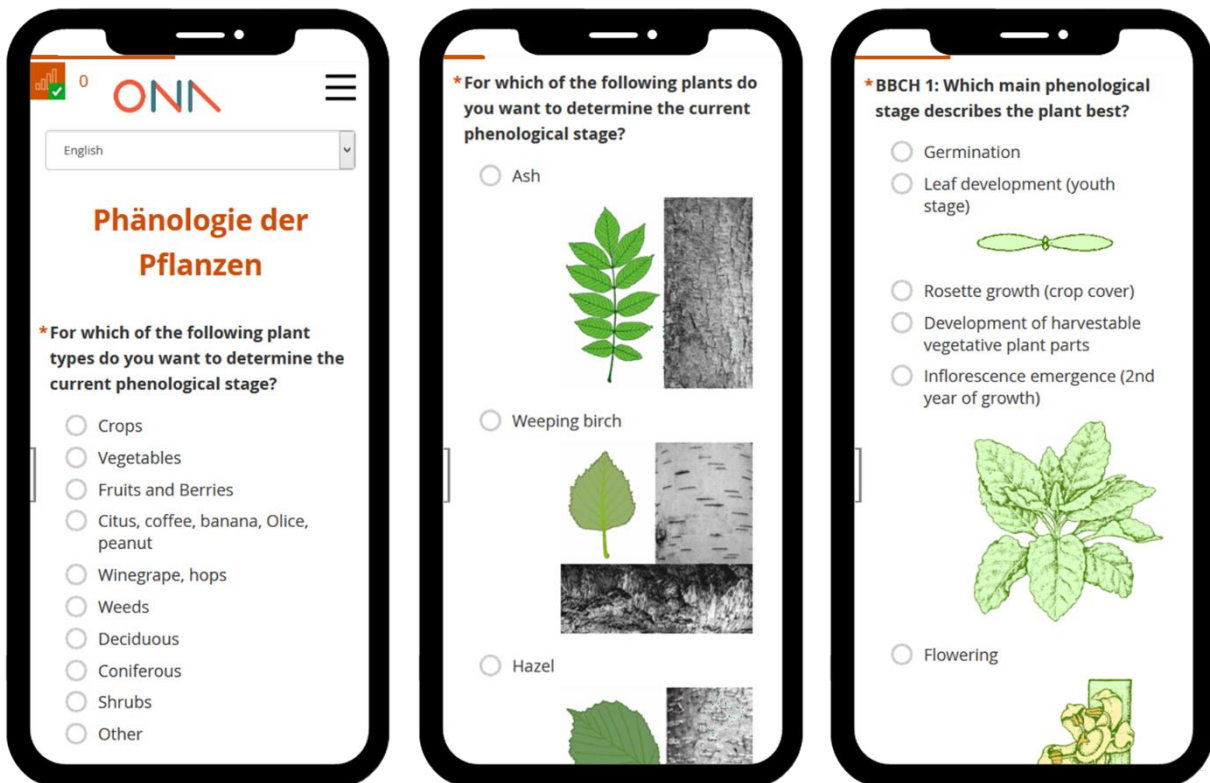 0
ONA
English
Phänologie der
Pflanzen
*For which of the following plant
types do you want to determine the
current phenological stage?
Crops
Vegetables
Fruits and Berries
Citus, coffee, banana, Olice,
peanut
Winegrape, hops
Weeds
Deciduous
Coniferous
Shrubs
Other
*For which of the following plants do
you want to determine the current
phenological stage?
Ash
Weeping birch
Hazel
*BBCH 1: Which main phenological
stage describes the plant best?
Germination
Leaf development (youth
stage)
Rosette growth (crop cover)
Development of harvestable
vegetative plant parts
Inflorescence emergence (2nd
year of growth)
Flowering